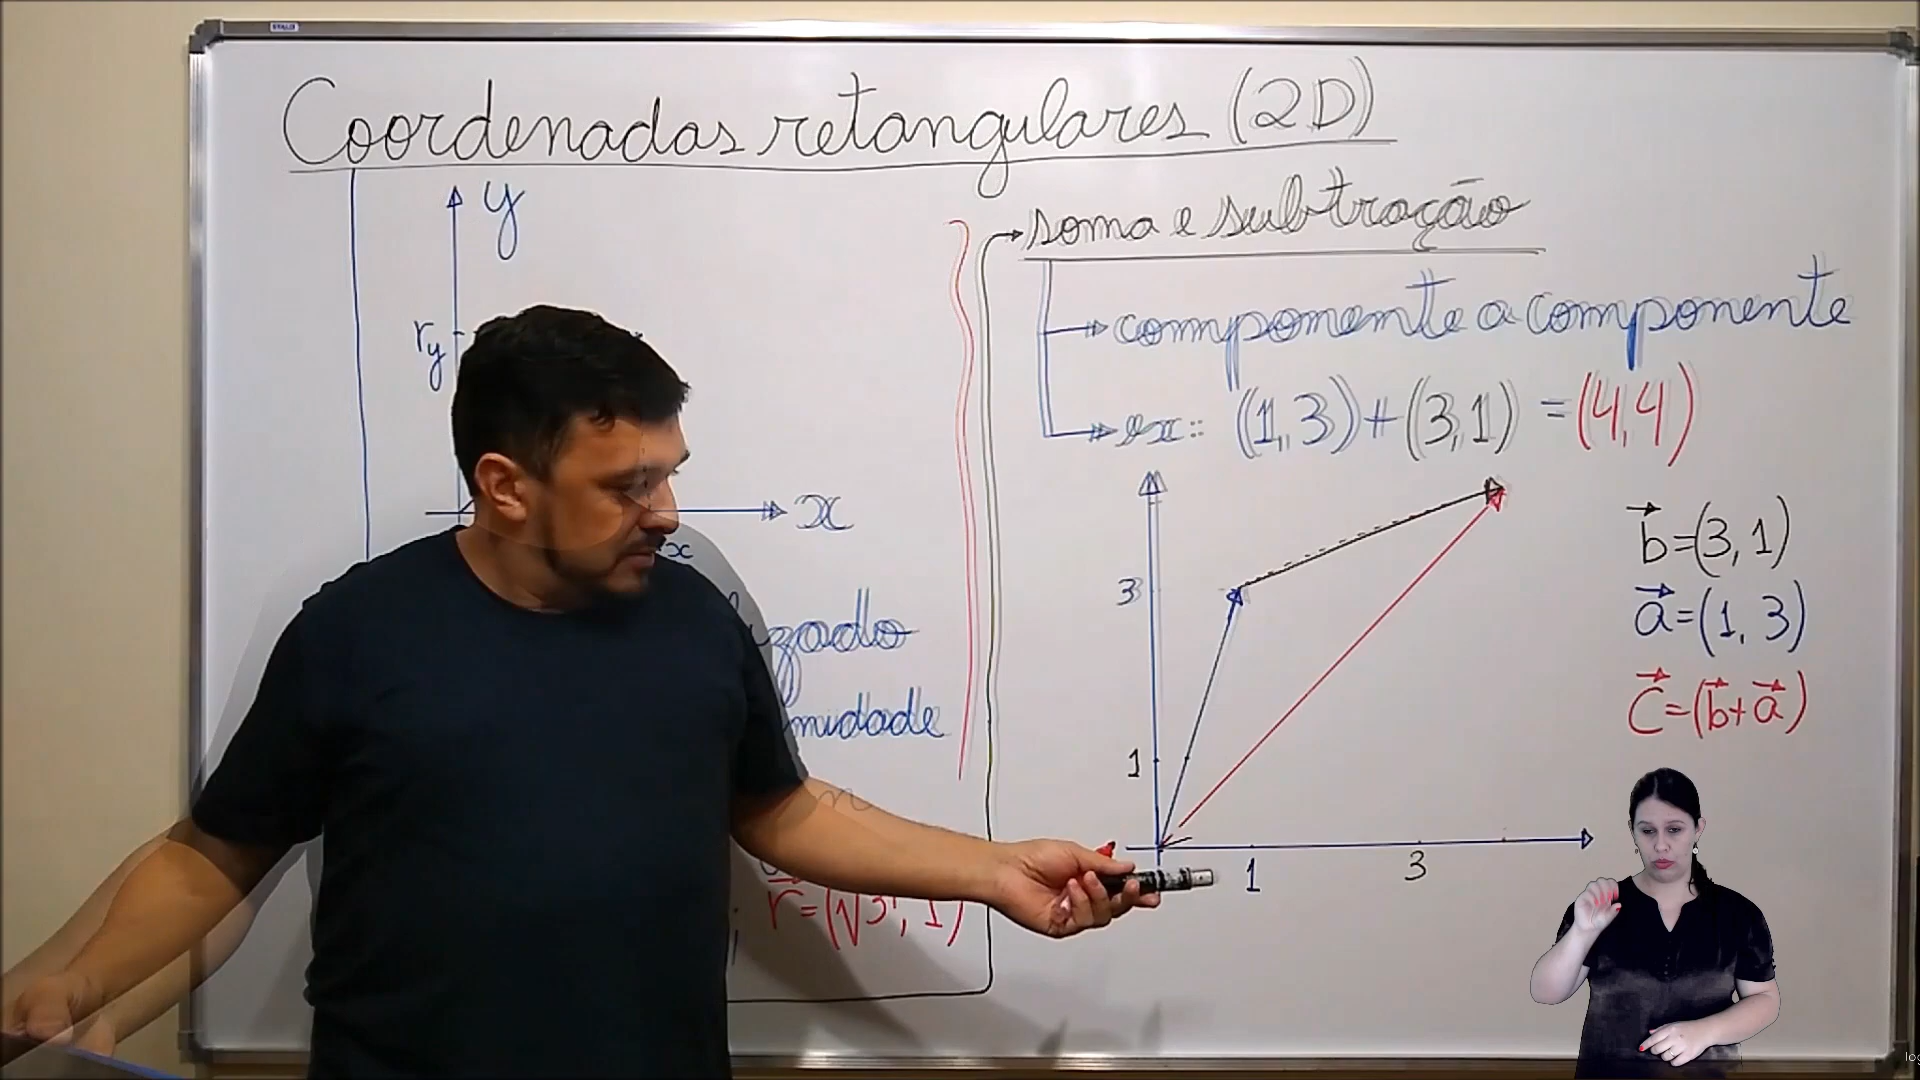 Coordenadas retangulares (2D)
y
r_y
x
x
r = (√3, 1)
soma e subtração
componente a componente
ex: (1, 3) + (3, 1) = (4, 4)
3
1
1
3
b = (3, 1)
a = (1, 3)
c = (b + a)